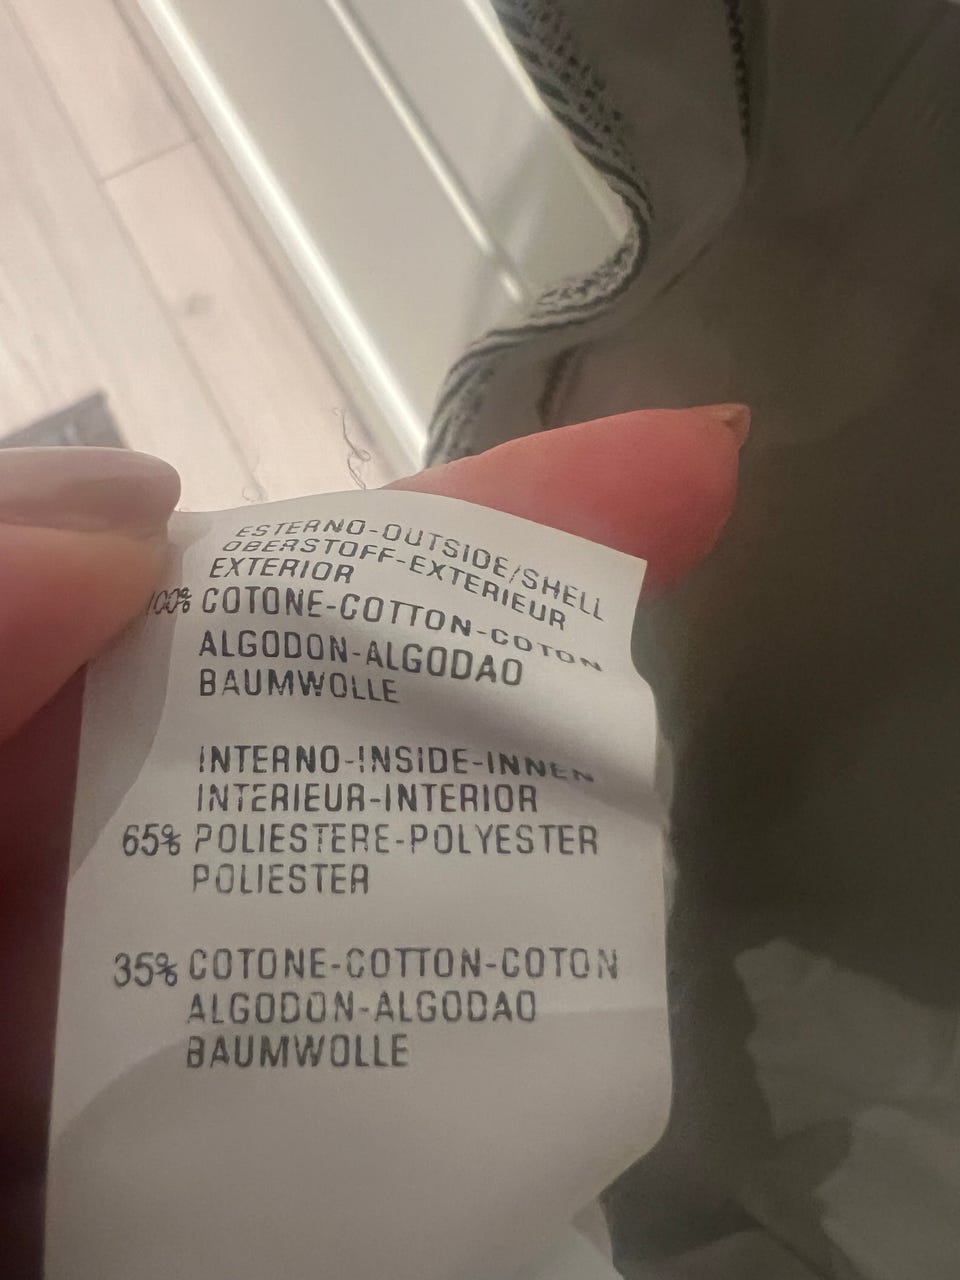 ESTERNO-OUTSIDE/SHELL
OBERSTOFF-EXTERIEUR
EXTERIOR
100% COTONE-COTTON-COTON
ALGODON-ALGODAO
BAUMWOLLE
INTERNO-INSIDE-INNEN
INTERIEUR-INTERIOR
65% POLIESTERE-POLYESTER
POLIESTER
35% COTONE-COTTON-COTON
ALGODON-ALGODAO
BAUMWOLLE